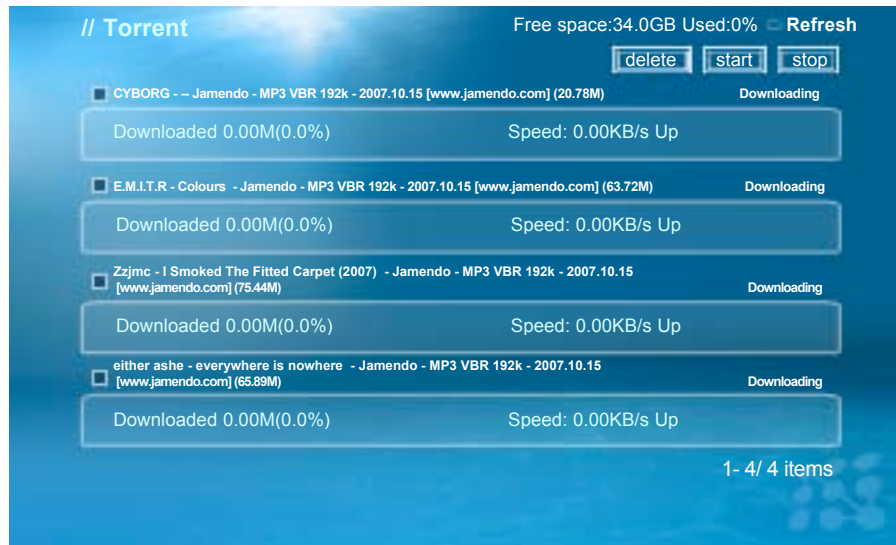 // Torrent
Free space:34.0GB Used:0% Refresh
delete start stop
CYBORG - -- Jamendo - MP3 VBR 192k - 2007.10.15 [www.jamendo.com] (20.78M) Downloading
Downloaded 0.00M(0.0%) Speed: 0.00KB/s Up
E.M.I.T.R - Colours - Jamendo - MP3 VBR 192k - 2007.10.15 [www.jamendo.com] (63.72M) Downloading
Downloaded 0.00M(0.0%) Speed: 0.00KB/s Up
Zzjmc - I Smoked The Fitted Carpet (2007) - Jamendo - MP3 VBR 192k - 2007.10.15
[www.jamendo.com] (75.44M) Downloading
Downloaded 0.00M(0.0%) Speed: 0.00KB/s Up
either ashe - everywhere is nowhere - Jamendo - MP3 VBR 192k - 2007.10.15
[www.jamendo.com] (65.89M) Downloading
Downloaded 0.00M(0.0%) Speed: 0.00KB/s Up
1- 4/ 4 items